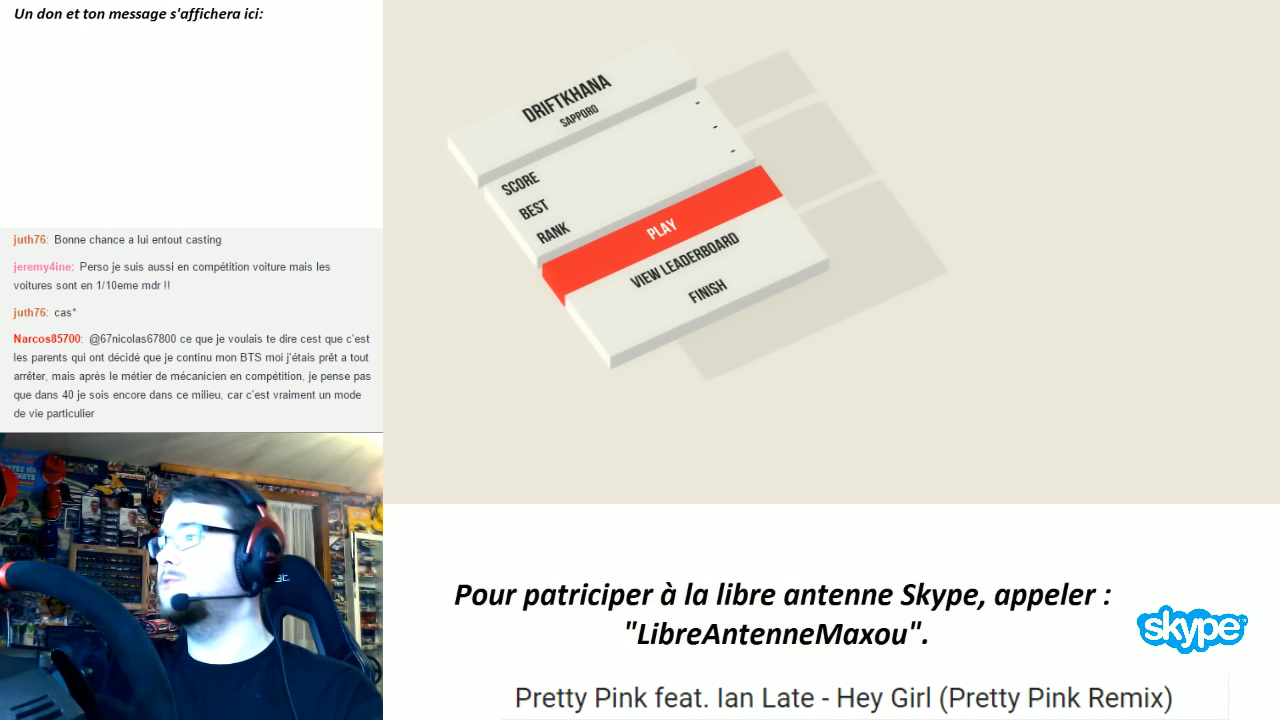 Un don et ton message s'affichera ici:
juth76: Bonne chance a lui entout casting
jeremy4ine: Perso je suis aussi en compétition voiture mais les
voitures sont en 1/10eme mdr !!
juth76: cas*
Narcos85700: @67nicolas67800 ce que je voulais te dire cest que c'est
les parents qui ont décidé que je continu mon BTS moi j'étais prêt a tout
arrêter, mais après le métier de mécanicien en compétition, je pense pas
que dans 40 je sois encore dans ce milieu, car c'est vraiment un mode
de vie particulier
DRIFTKHANA
SAPPORO
SCORE -
BEST -
RANK -
PLAY
VIEW LEADERBOARD
FINISH
Pour patriciper à la libre antenne Skype, appeler :
"LibreAntenneMaxou".
skype
Pretty Pink feat. Ian Late - Hey Girl (Pretty Pink Remix)